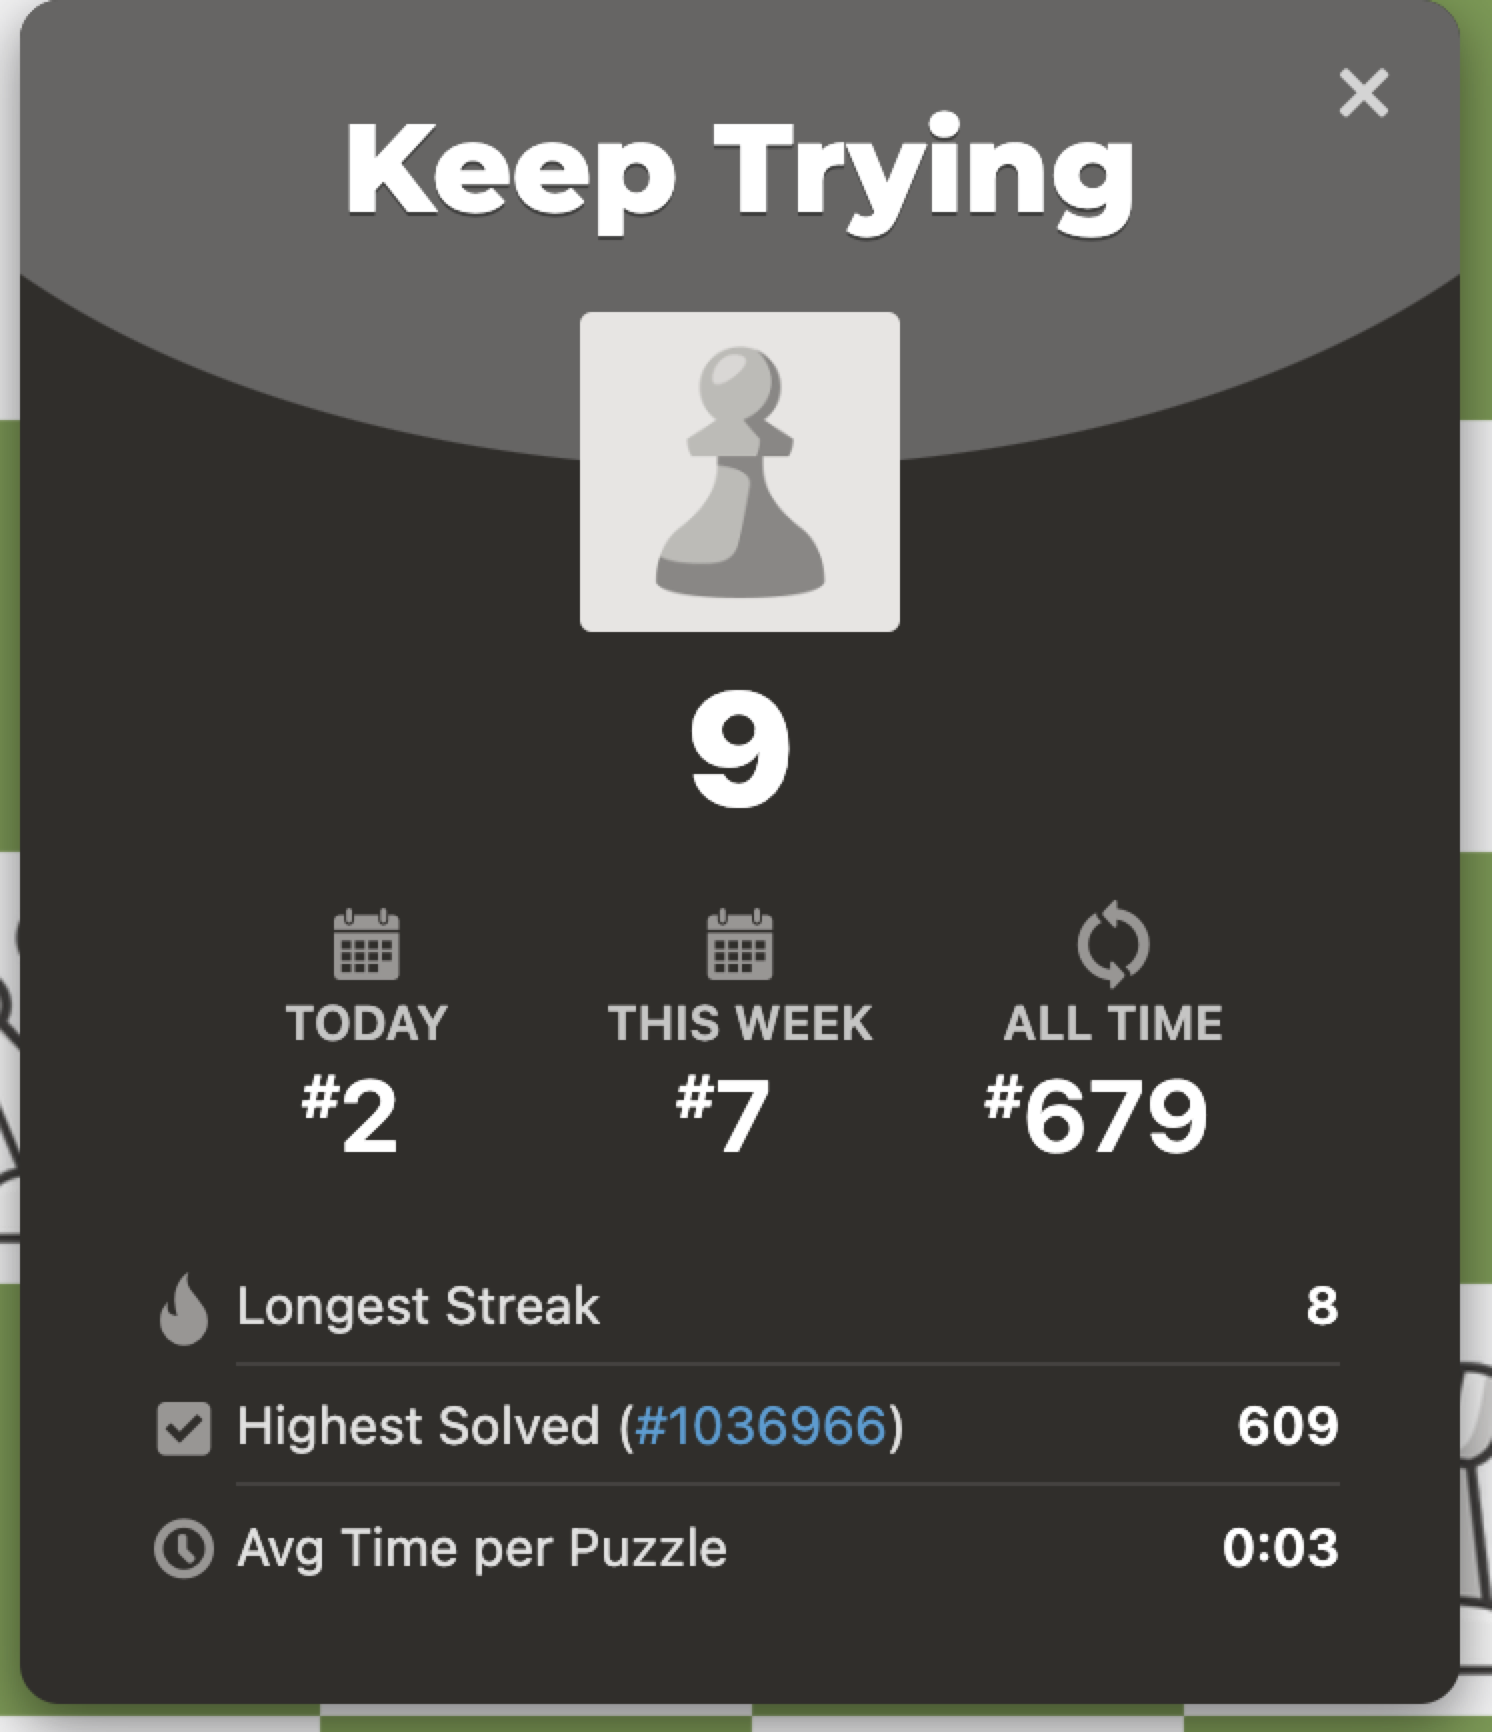 Keep Trying
9
TODAY THIS WEEK ALL TIME
#2 #7 #679
Longest Streak 8
Highest Solved (#1036966) 609
Avg Time per Puzzle 0:03